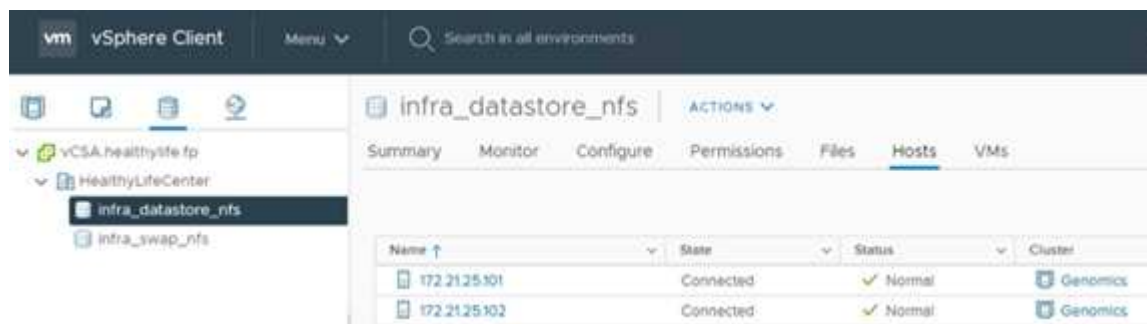 vm vSphere Client Menu Search in all environments
infra_datastore_nfs ACTIONS
vCSA.healthylife.fp
HealthyLifeCenter
infra_datastore_nfs
infra_swap_nfs
Summary Monitor Configure Permissions Files Hosts VMs
Name State Status Cluster
172.21.25.101 Connected Normal Genomics
172.21.25.102 Connected Normal Genomics